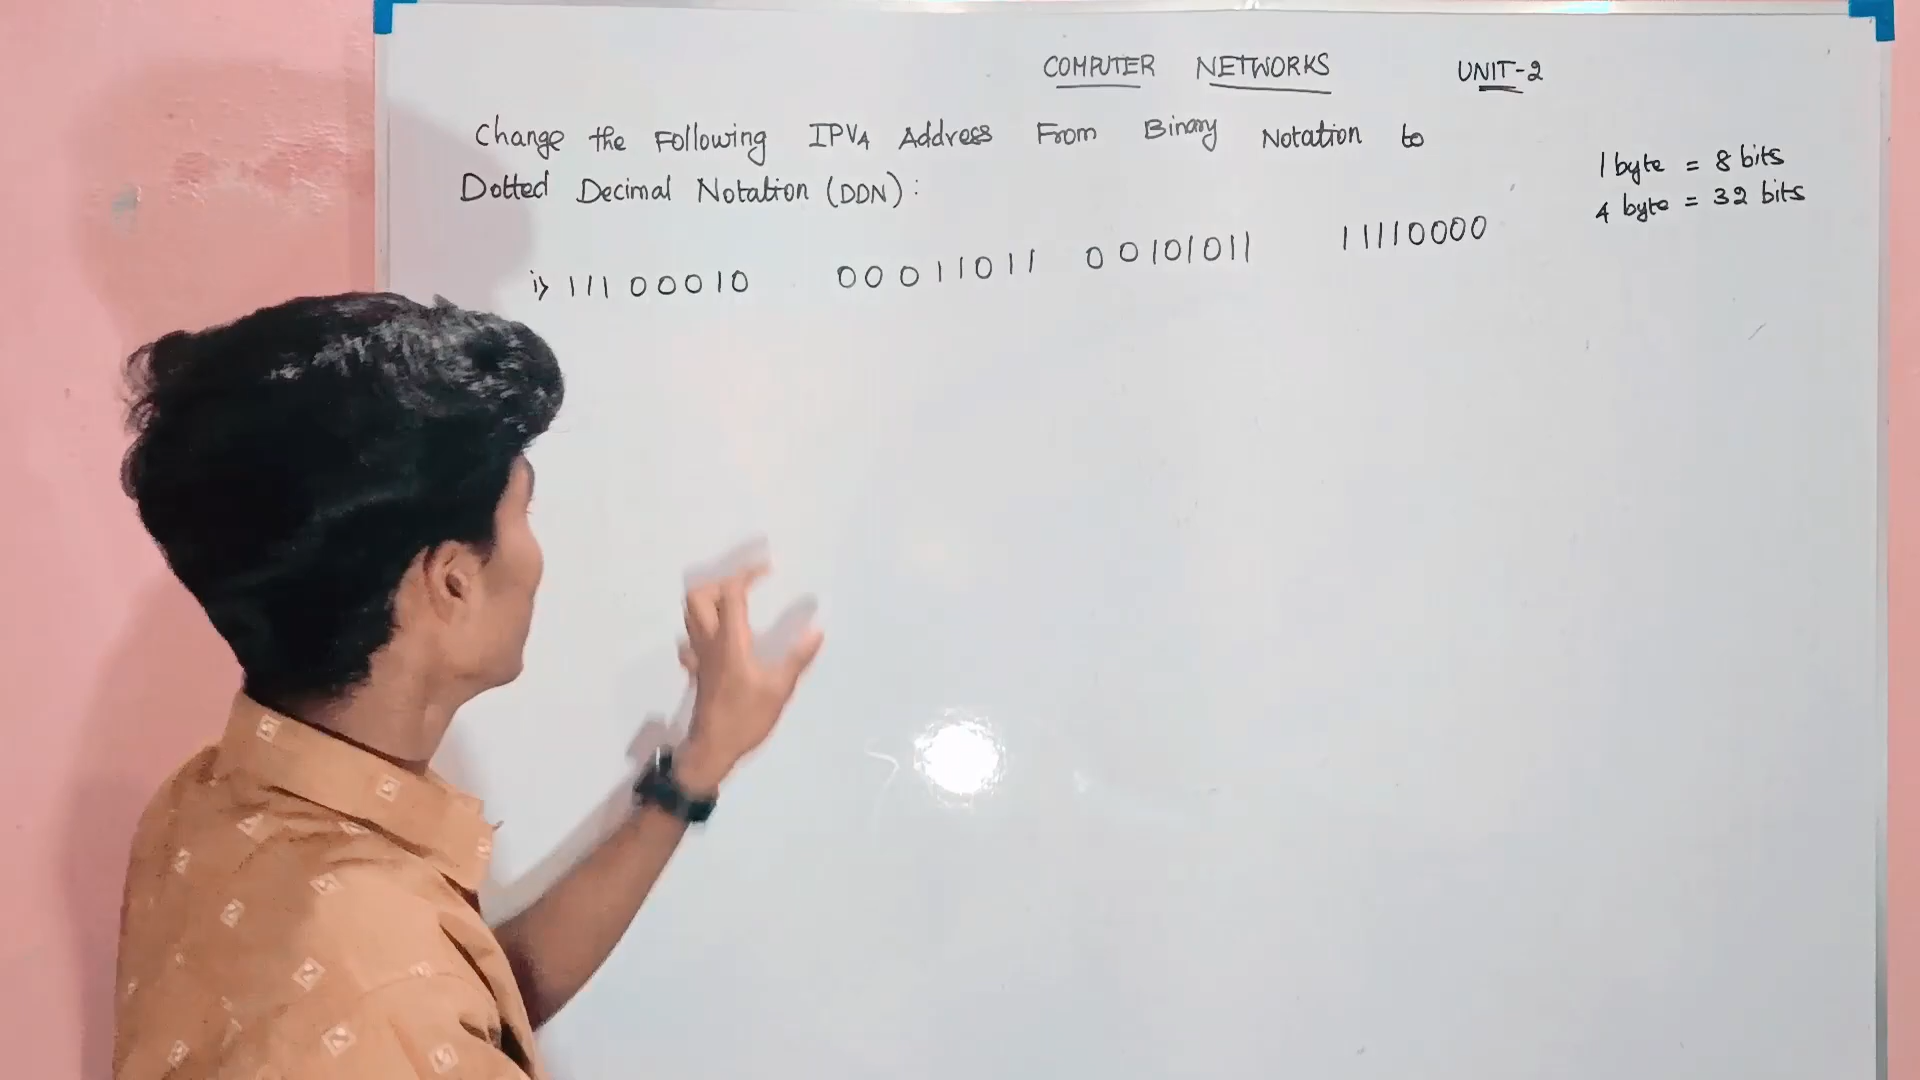 COMPUTER NETWORKS UNIT-2
Change the Following IPV4 Address From Binary Notation to
Dotted Decimal Notation (DDN) :
1 byte = 8 bits
4 byte = 32 bits
i) 11100010 00011011 00101011 11110000